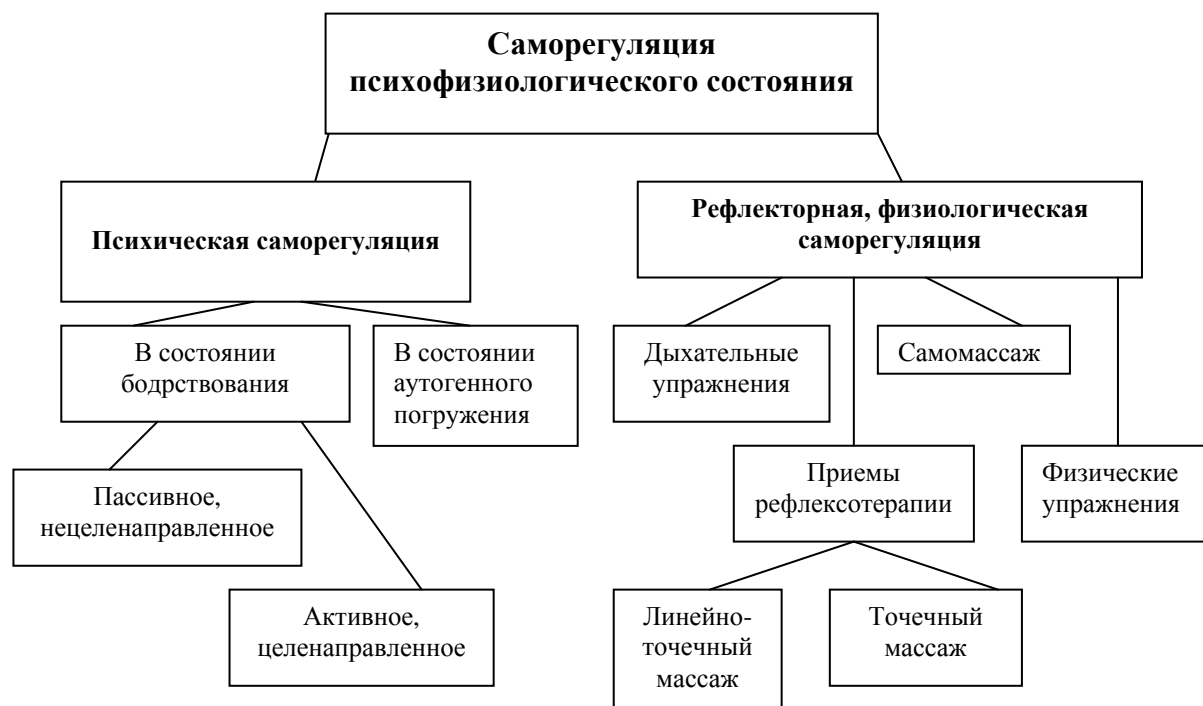 Саморегуляция
психофизиологического состояния
Психическая саморегуляция
Рефлекторная, физиологическая
саморегуляция
В состоянии
бодрствования
В состоянии
аутогенного
погружения
Дыхательные
упражнения
Самомассаж
Пассивное,
нецеленаправленное
Приемы
рефлексотерапии
Физические
упражнения
Активное,
целенаправленное
Линейно-
точечный
массаж
Точечный
массаж